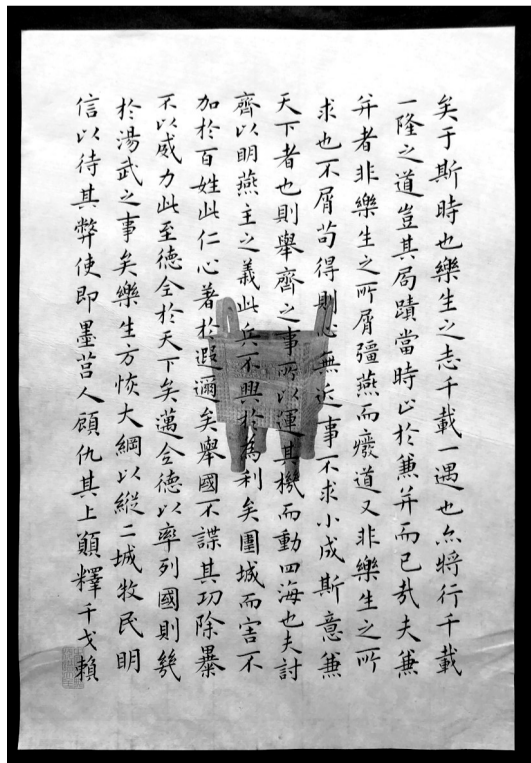 矣于斯時也樂生之志千載一遇也亦將行千載
一隆之道豈其局蹟當時止於兼并而已哉夫兼
并者非樂生之所屑彊燕而癈道又非樂生之所
求也不屑苟得則心無近事不求小成斯意兼
天下者也則舉齊之事所以運其機而動四海也夫討
齊以明燕主之義此兵不興於為利矣圍城而害不
加於百姓此仁心著於遐邇矣舉國不謀其功除暴
不以威力此至德全於天下矣邁全德以率列國則幾
於湯武之事矣樂生方恢大綱以縱二城牧民明
信以待其弊使即墨莒人顧仇其上願釋干戈賴